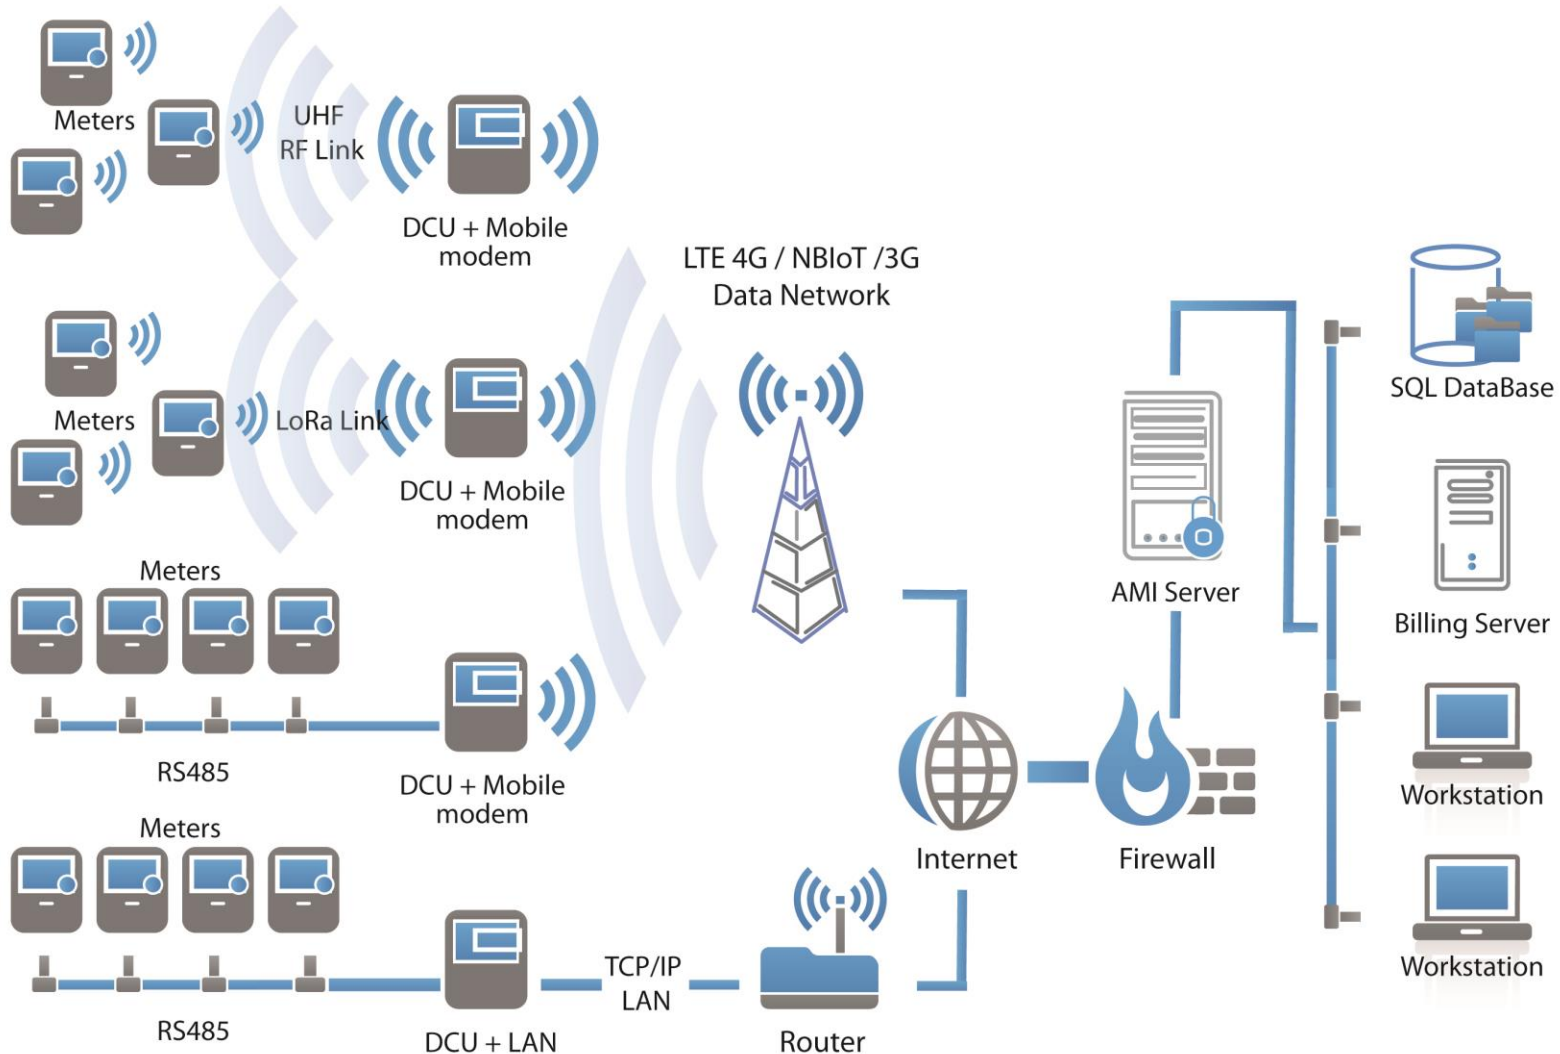 Meters
UHF
RF Link
DCU + Mobile
modem
LTE 4G / NBIoT /3G
Data Network
Meters
LoRa Link
DCU + Mobile
modem
Meters
RS485
DCU + Mobile
modem
Meters
RS485
DCU + LAN
TCP/IP
LAN
Router
Internet
Firewall
AMI Server
SQL DataBase
Billing Server
Workstation
Workstation